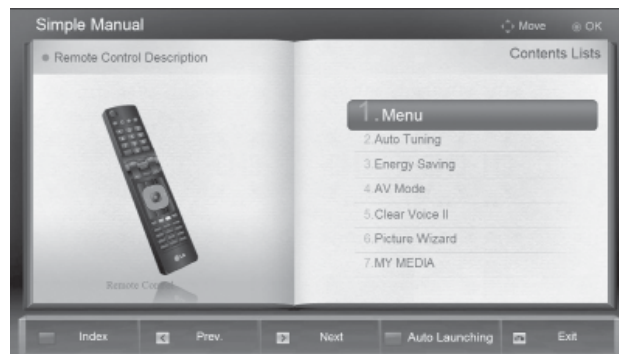 Simple Manual
Move
OK
Remote Control Description
Contents Lists
1.Menu
2.Auto Tuning
3.Energy Saving
4.AV Mode
5.Clear Voice II
6.Picture Wizard
7.MY MEDIA
LG
Remote Control
Index
Prev.
Next
Auto Launching
Exit